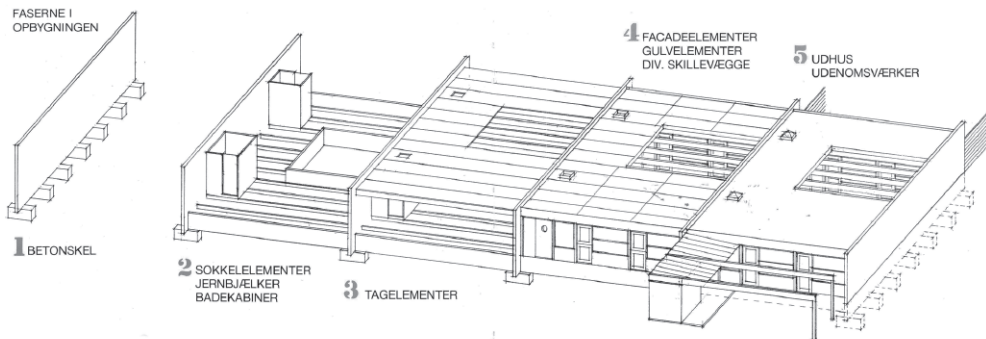 FASERNE I
OPBYGNINGEN
1 BETONSKEL
2 SOKKELELEMENTER
JERNBJÆLKER
BADEKABINER
3 TAGELEMENTER
4 FACADEELEMENTER
GULVELEMENTER
DIV. SKILLEVÆGGE
5 UDHUS
UDENOMSVÆRKER